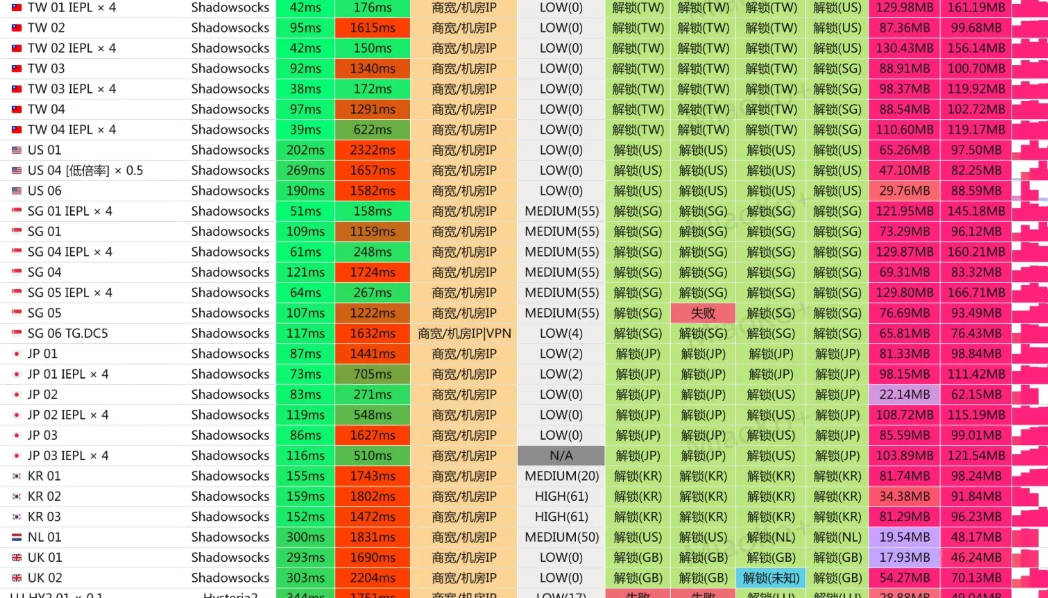 TW 01 IEPL × 4 Shadowsocks 42ms 176ms 商宽/机房IP LOW(0) 解锁(TW) 解锁(TW) 解锁(TW) 解锁(US) 129.98MB 161.19MB
TW 02 Shadowsocks 95ms 1615ms 商宽/机房IP LOW(0) 解锁(TW) 解锁(TW) 解锁(TW) 解锁(US) 87.36MB 99.68MB
TW 02 IEPL × 4 Shadowsocks 42ms 150ms 商宽/机房IP LOW(0) 解锁(TW) 解锁(TW) 解锁(TW) 解锁(US) 130.43MB 156.14MB
TW 03 Shadowsocks 92ms 1340ms 商宽/机房IP LOW(0) 解锁(TW) 解锁(TW) 解锁(TW) 解锁(SG) 88.91MB 100.70MB
TW 03 IEPL × 4 Shadowsocks 38ms 172ms 商宽/机房IP LOW(0) 解锁(TW) 解锁(TW) 解锁(TW) 解锁(SG) 98.37MB 119.92MB
TW 04 Shadowsocks 97ms 1291ms 商宽/机房IP LOW(0) 解锁(TW) 解锁(TW) 解锁(TW) 解锁(SG) 88.54MB 102.72MB
TW 04 IEPL × 4 Shadowsocks 39ms 622ms 商宽/机房IP LOW(0) 解锁(TW) 解锁(TW) 解锁(TW) 解锁(SG) 110.60MB 119.17MB
US 01 Shadowsocks 202ms 2322ms 商宽/机房IP LOW(0) 解锁(US) 解锁(US) 解锁(US) 解锁(US) 65.26MB 97.50MB
US 04 [低倍率] × 0.5 Shadowsocks 269ms 1657ms 商宽/机房IP LOW(0) 解锁(US) 解锁(US) 解锁(US) 解锁(US) 47.10MB 82.25MB
US 06 Shadowsocks 190ms 1582ms 商宽/机房IP LOW(0) 解锁(US) 解锁(US) 解锁(US) 解锁(US) 29.76MB 88.59MB
SG 01 IEPL × 4 Shadowsocks 51ms 158ms 商宽/机房IP MEDIUM(55) 解锁(SG) 解锁(SG) 解锁(SG) 解锁(SG) 121.95MB 145.18MB
SG 01 Shadowsocks 109ms 1159ms 商宽/机房IP MEDIUM(55) 解锁(SG) 解锁(SG) 解锁(SG) 解锁(SG) 73.29MB 96.12MB
SG 04 IEPL × 4 Shadowsocks 61ms 248ms 商宽/机房IP MEDIUM(55) 解锁(SG) 解锁(SG) 解锁(SG) 解锁(SG) 129.87MB 160.21MB
SG 04 Shadowsocks 121ms 1724ms 商宽/机房IP MEDIUM(55) 解锁(SG) 解锁(SG) 解锁(SG) 解锁(SG) 69.31MB 83.32MB
SG 05 IEPL × 4 Shadowsocks 64ms 267ms 商宽/机房IP MEDIUM(55) 解锁(SG) 解锁(SG) 解锁(SG) 解锁(SG) 129.80MB 166.71MB
SG 05 Shadowsocks 107ms 1222ms 商宽/机房IP MEDIUM(55) 解锁(SG) 失败 解锁(SG) 解锁(SG) 76.69MB 93.49MB
SG 06 TG.DC5 Shadowsocks 117ms 1632ms 商宽/机房IP|VPN LOW(4) 解锁(SG) 解锁(SG) 解锁(SG) 解锁(SG) 65.81MB 76.43MB
JP 01 Shadowsocks 87ms 1441ms 商宽/机房IP LOW(2) 解锁(JP) 解锁(JP) 解锁(JP) 解锁(JP) 81.33MB 98.84MB
JP 01 IEPL × 4 Shadowsocks 73ms 705ms 商宽/机房IP LOW(2) 解锁(JP) 解锁(JP) 解锁(JP) 解锁(JP) 98.15MB 111.42MB
JP 02 Shadowsocks 83ms 271ms 商宽/机房IP LOW(0) 解锁(JP) 解锁(JP) 解锁(US) 解锁(JP) 22.14MB 62.15MB
JP 02 IEPL × 4 Shadowsocks 119ms 548ms 商宽/机房IP LOW(0) 解锁(JP) 解锁(JP) 解锁(US) 解锁(JP) 108.72MB 115.19MB
JP 03 Shadowsocks 86ms 1627ms 商宽/机房IP LOW(0) 解锁(JP) 解锁(JP) 解锁(US) 解锁(JP) 85.59MB 99.01MB
JP 03 IEPL × 4 Shadowsocks 116ms 510ms 商宽/机房IP N/A 解锁(JP) 解锁(JP) 解锁(US) 解锁(JP) 103.89MB 121.54MB
KR 01 Shadowsocks 155ms 1743ms 商宽/机房IP MEDIUM(20) 解锁(KR) 解锁(KR) 解锁(KR) 解锁(KR) 81.74MB 98.24MB
KR 02 Shadowsocks 159ms 1802ms 商宽/机房IP HIGH(61) 解锁(KR) 解锁(KR) 解锁(KR) 解锁(KR) 34.38MB 91.84MB
KR 03 Shadowsocks 152ms 1472ms 商宽/机房IP HIGH(61) 解锁(KR) 解锁(KR) 解锁(KR) 解锁(KR) 81.29MB 96.23MB
NL 01 Shadowsocks 300ms 1831ms 商宽/机房IP MEDIUM(50) 解锁(US) 解锁(US) 解锁(NL) 解锁(NL) 19.54MB 48.17MB
UK 01 Shadowsocks 293ms 1690ms 商宽/机房IP LOW(0) 解锁(GB) 解锁(GB) 解锁(GB) 解锁(GB) 17.93MB 46.24MB
UK 02 Shadowsocks 303ms 2204ms 商宽/机房IP LOW(0) 解锁(GB) 解锁(GB) 解锁(未知) 解锁(GB) 54.27MB 70.13MB